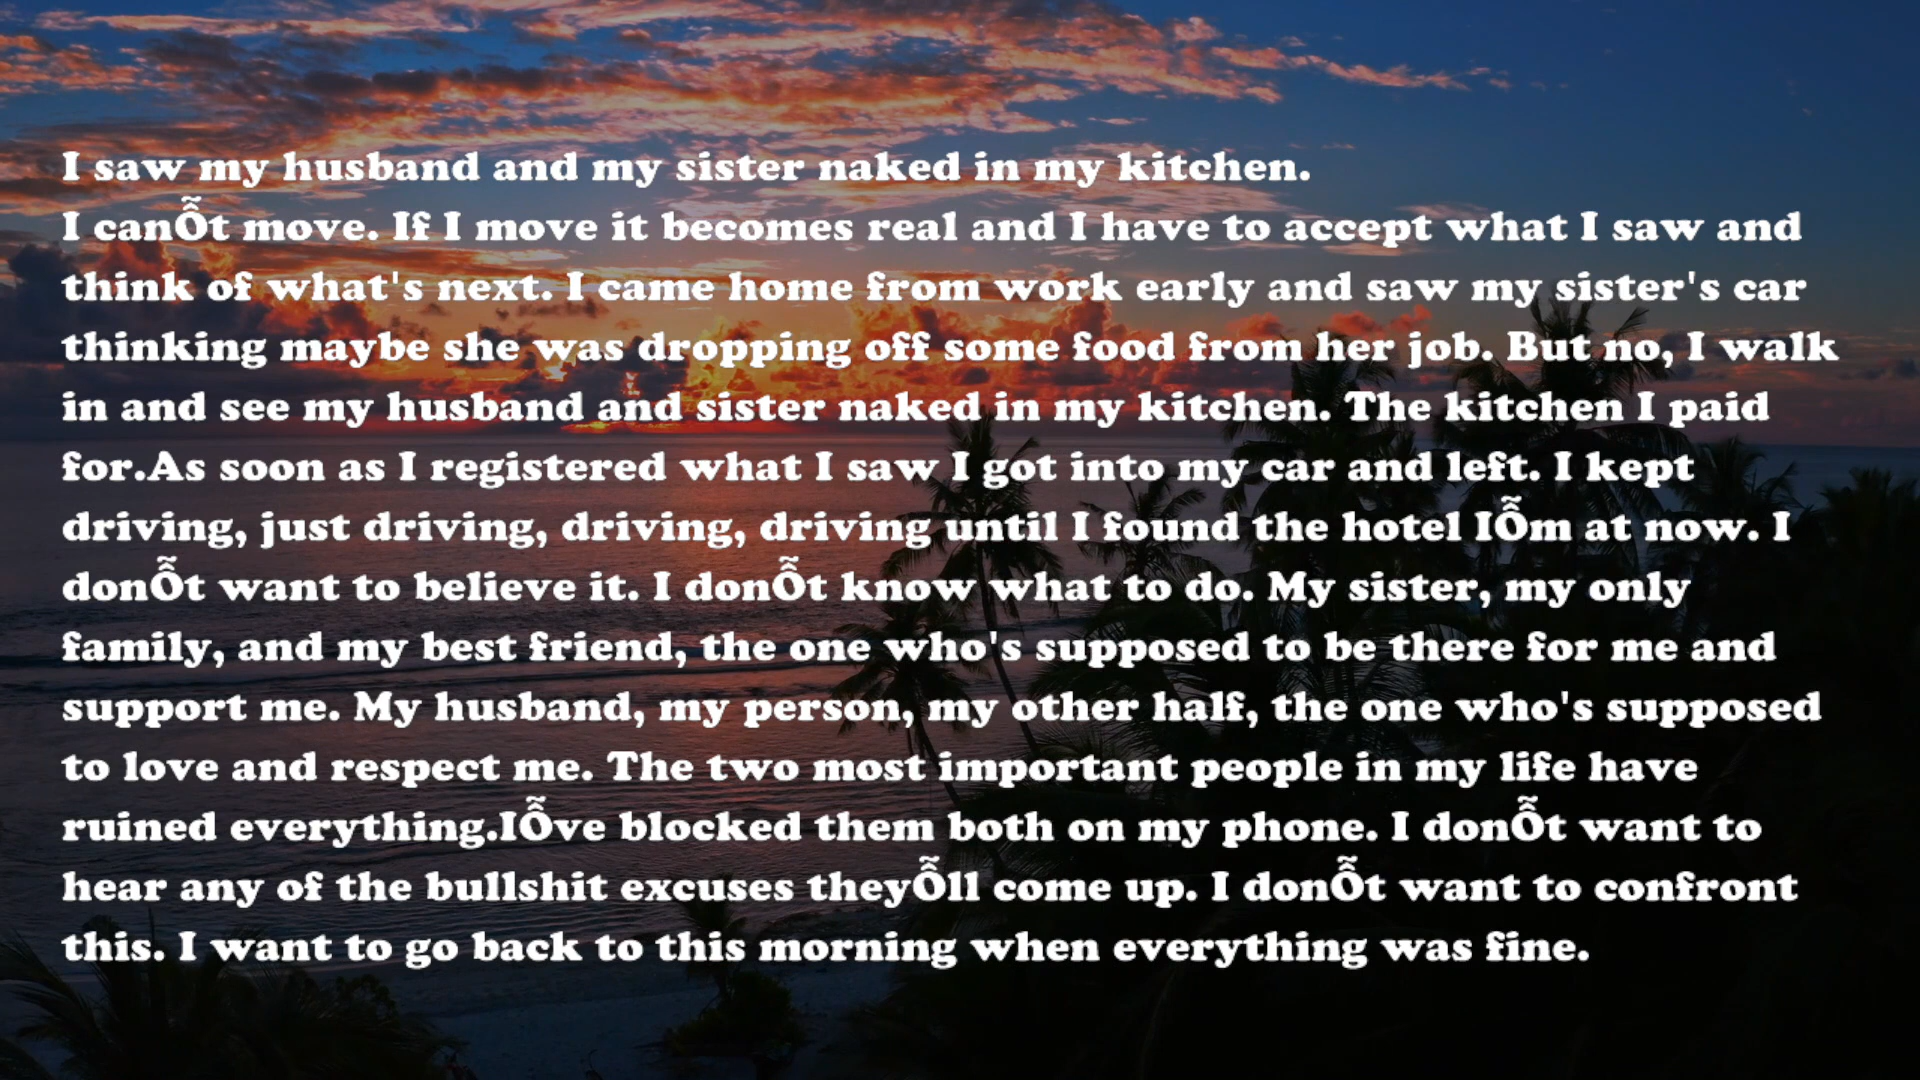 I saw my husband and my sister naked in my kitchen.
I canỖt move. If I move it becomes real and I have to accept what I saw and
think of what's next. I came home from work early and saw my sister's car
thinking maybe she was dropping off some food from her job. But no, I walk
in and see my husband and sister naked in my kitchen. The kitchen I paid
for.As soon as I registered what I saw I got into my car and left. I kept
driving, just driving, driving, driving until I found the hotel IỖm at now. I
donỖt want to believe it. I donỖt know what to do. My sister, my only
family, and my best friend, the one who's supposed to be there for me and
support me. My husband, my person, my other half, the one who's supposed
to love and respect me. The two most important people in my life have
ruined everything.IỖve blocked them both on my phone. I donỖt want to
hear any of the bullshit excuses theyỖll come up. I donỖt want to confront
this. I want to go back to this morning when everything was fine.